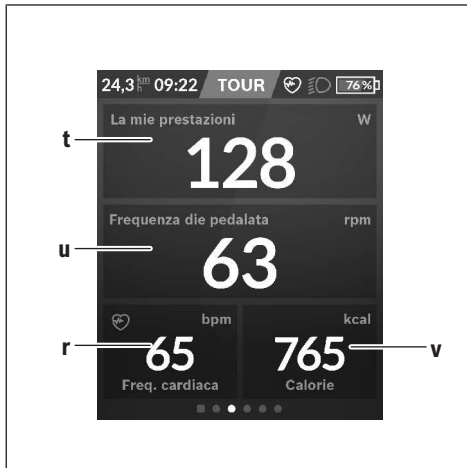 24,3 km/h 09:22 TOUR 76%
La mie prestazioni W
t
128
Frequenza die pedalata rpm
u
63
bpm kcal
r 65 765 v
Freq. cardiaca Calorie